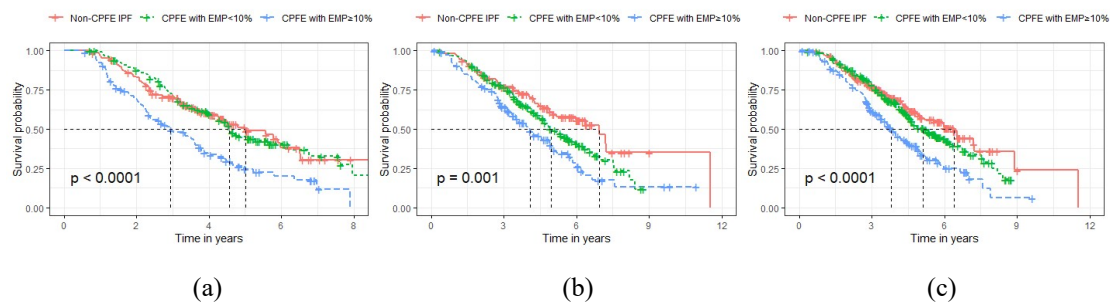 Non-CPFE IPF CPFE with EMP<10% CPFE with EMP≥10%
Survival probability
1.00
0.75
0.50
0.25
0.00
p < 0.0001
0 2 4 6 8
Time in years
(a)
Non-CPFE IPF CPFE with EMP<10% CPFE with EMP≥10%
Survival probability
1.00
0.75
0.50
0.25
0.00
p = 0.001
0 3 6 9 12
Time in years
(b)
Non-CPFE IPF CPFE with EMP<10% CPFE with EMP≥10%
Survival probability
1.00
0.75
0.50
0.25
0.00
p < 0.0001
0 3 6 9 12
Time in years
(c)